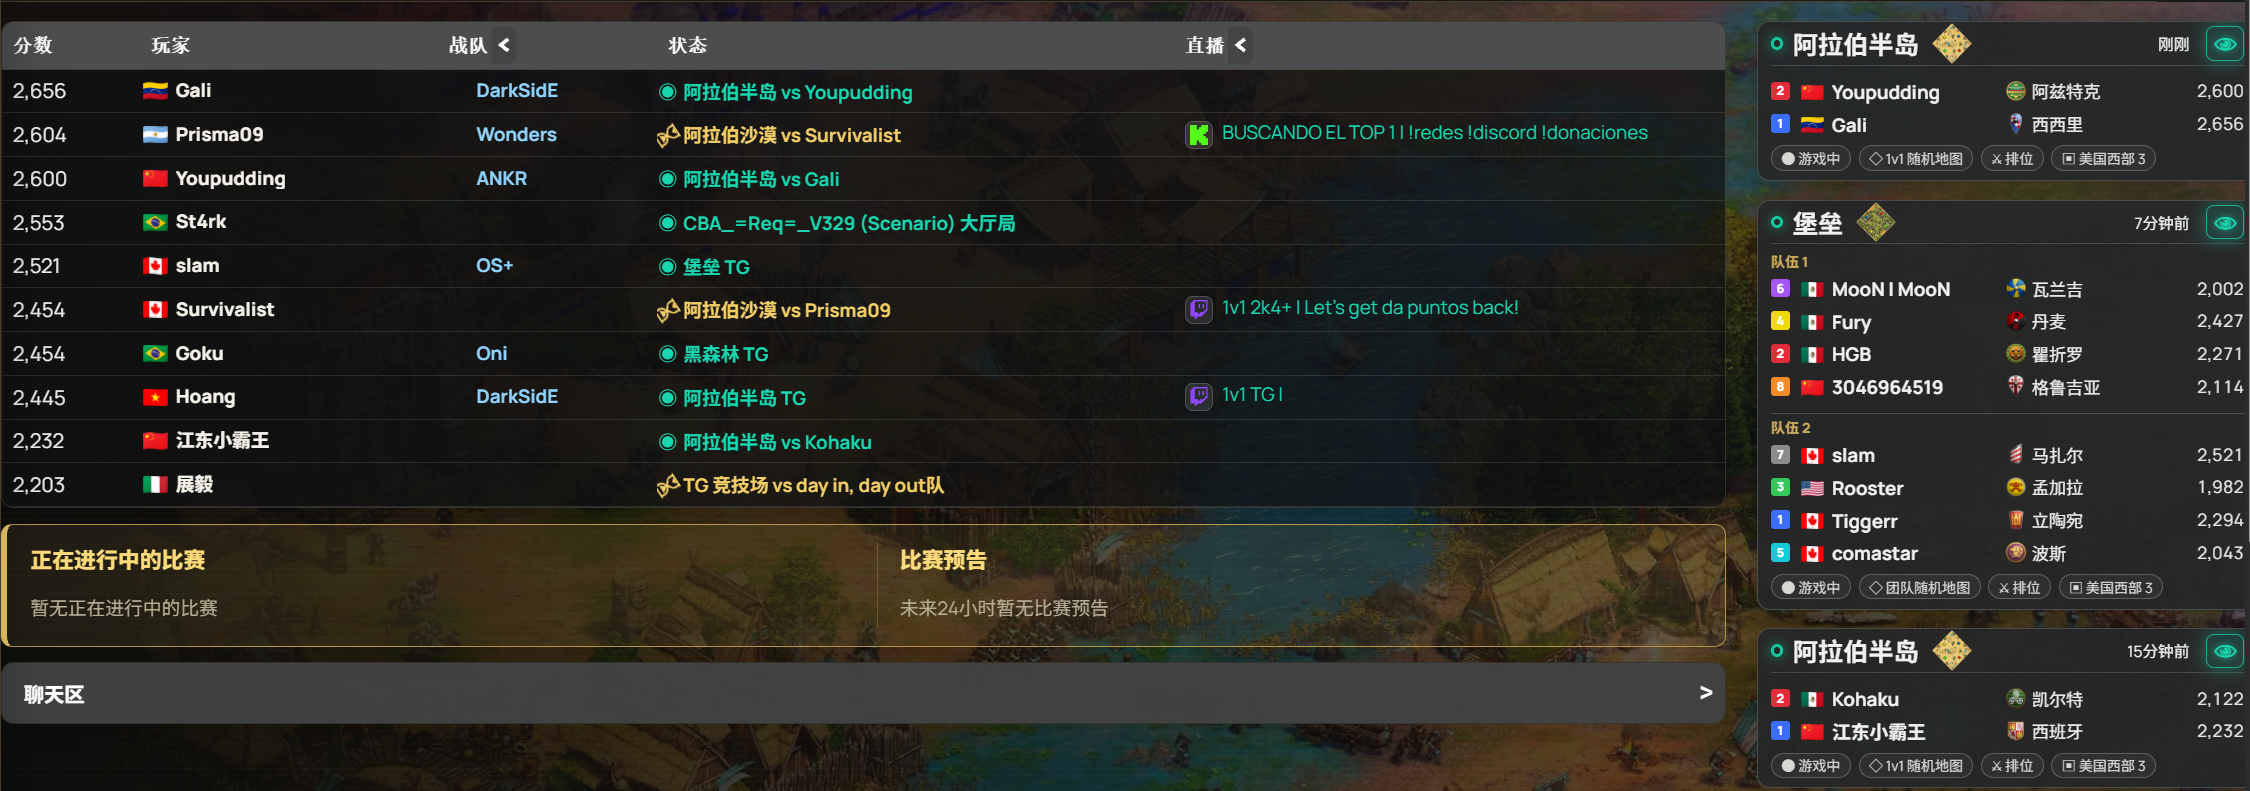 分数 玩家 战队 < 状态 直播 <
2,656 Gali DarkSidE 阿拉伯半岛 vs Youpudding
2,604 Prisma09 Wonders 阿拉伯沙漠 vs Survivalist BUSCANDO EL TOP 1 | !redes !discord !donaciones
2,600 Youpudding ANKR 阿拉伯半岛 vs Gali
2,553 St4rk CBA_=Req=_V329 (Scenario) 大厅局
2,521 slam OS+ 堡垒 TG
2,454 Survivalist 阿拉伯沙漠 vs Prisma09 1v1 2k4+ | Let's get da puntos back!
2,454 Goku Oni 黑森林 TG
2,445 Hoang DarkSidE 阿拉伯半岛 TG 1v1 TG |
2,232 江东小霸王 阿拉伯半岛 vs Kohaku
2,203 展毅 TG 竞技场 vs day in, day out队
正在进行中的比赛
暂无正在进行中的比赛
比赛预告
未来24小时暂无比赛预告
聊天区 >
阿拉伯半岛 刚刚
2 Youpudding 阿兹特克 2,600
1 Gali 西西里 2,656
游戏中 1v1 随机地图 排位 美国西部 3
堡垒 7分钟前
队伍 1
6 MooN | MooN 瓦兰吉 2,002
4 Fury 丹麦 2,427
2 HGB 瞿折罗 2,271
8 3046964519 格鲁吉亚 2,114
队伍 2
7 slam 马扎尔 2,521
3 Rooster 孟加拉 1,982
1 Tiggerr 立陶宛 2,294
5 comastar 波斯 2,043
游戏中 团队随机地图 排位 美国西部 3
阿拉伯半岛 15分钟前
2 Kohaku 凯尔特 2,122
1 江东小霸王 西班牙 2,232
游戏中 1v1 随机地图 排位 美国西部 3